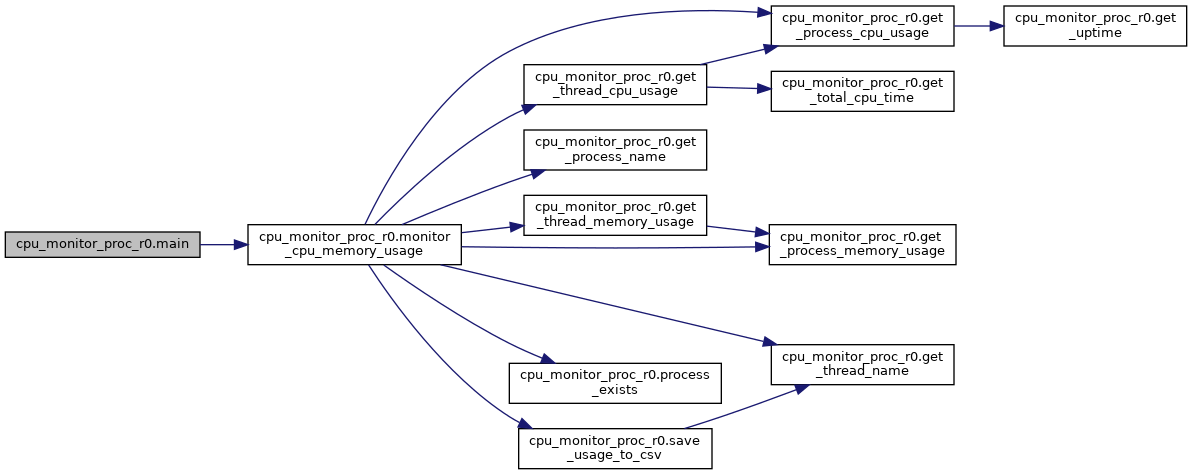 cpu_monitor_proc_r0.main
cpu_monitor_proc_r0.monitor
_cpu_memory_usage
cpu_monitor_proc_r0.get
_process_cpu_usage
cpu_monitor_proc_r0.get
_uptime
cpu_monitor_proc_r0.get
_thread_cpu_usage
cpu_monitor_proc_r0.get
_total_cpu_time
cpu_monitor_proc_r0.get
_process_name
cpu_monitor_proc_r0.get
_thread_memory_usage
cpu_monitor_proc_r0.get
_process_memory_usage
cpu_monitor_proc_r0.get
_thread_name
cpu_monitor_proc_r0.process
_exists
cpu_monitor_proc_r0.save
_usage_to_csv